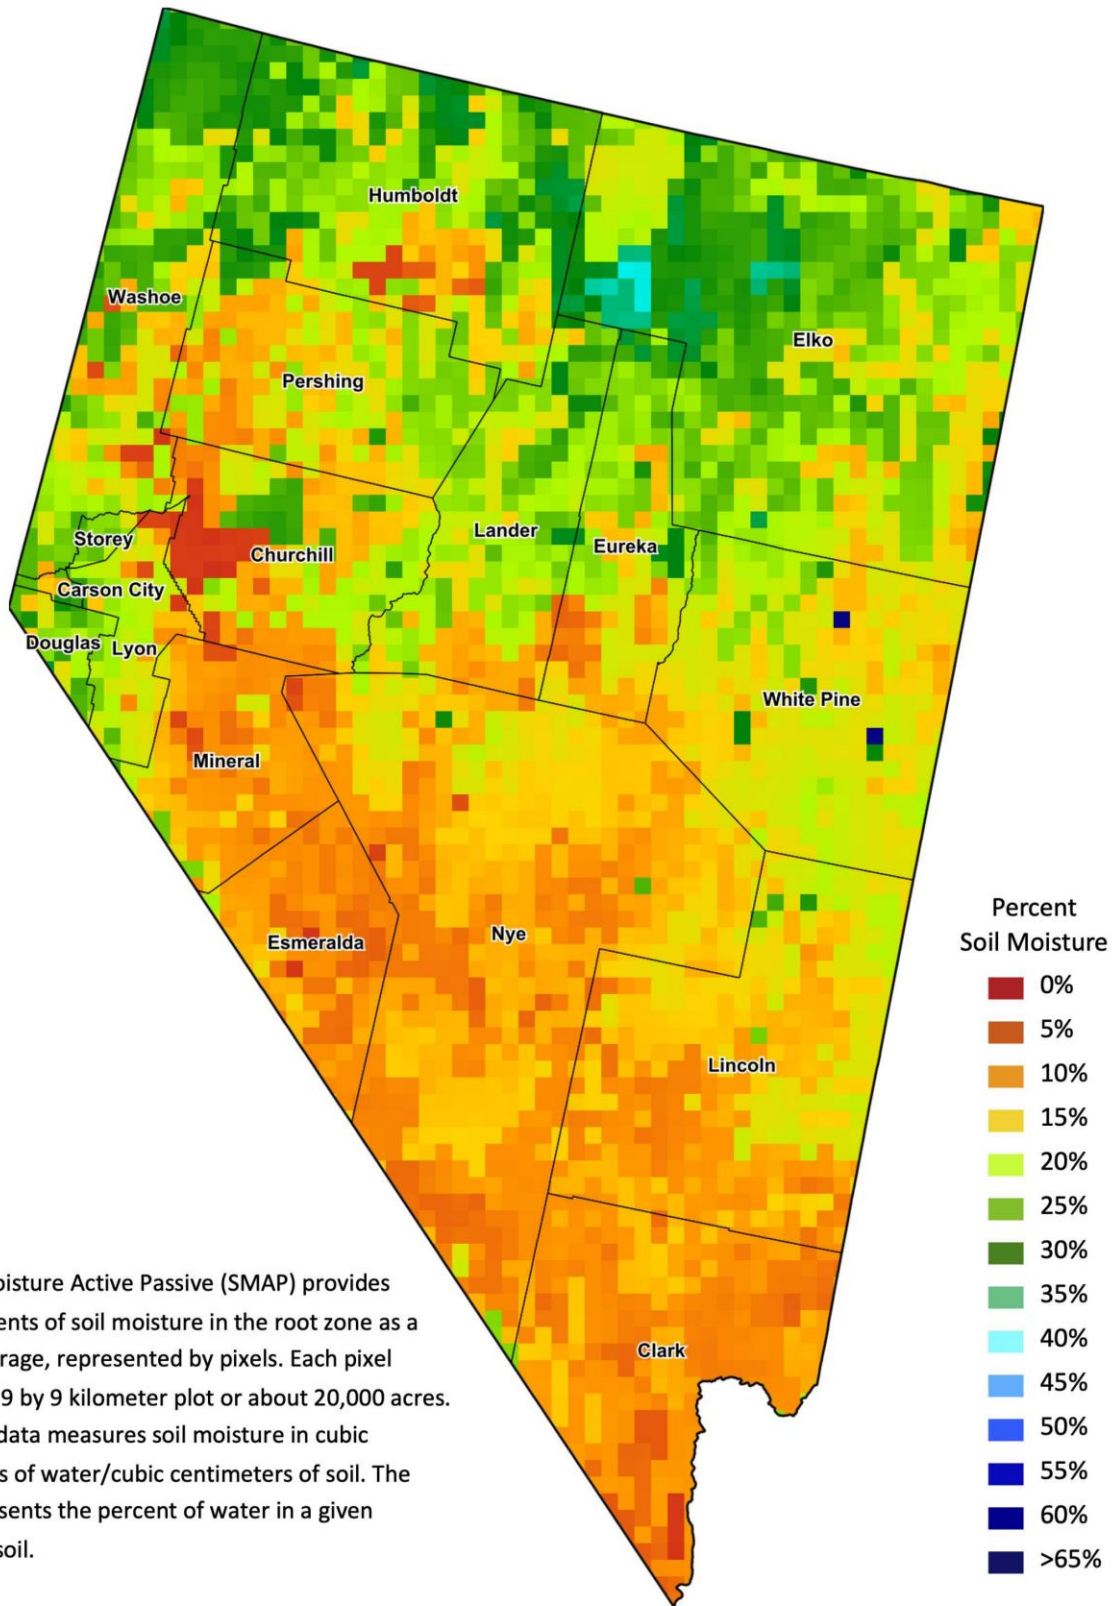 Humboldt
Washoe
Elko
Pershing
Lander
Storey
Churchill
Eureka
Carson City
Douglas
Lyon
White Pine
Mineral
Nye
Esmeralda
Lincoln
Clark
Percent
Soil Moisture
0%
5%
10%
15%
20%
25%
30%
35%
40%
45%
50%
55%
60%
>65%
oisture Active Passive (SMAP) provides
ents of soil moisture in the root zone as a
rage, represented by pixels. Each pixel
9 by 9 kilometer plot or about 20,000 acres.
data measures soil moisture in cubic
s of water/cubic centimeters of soil. The
sents the percent of water in a given
soil.